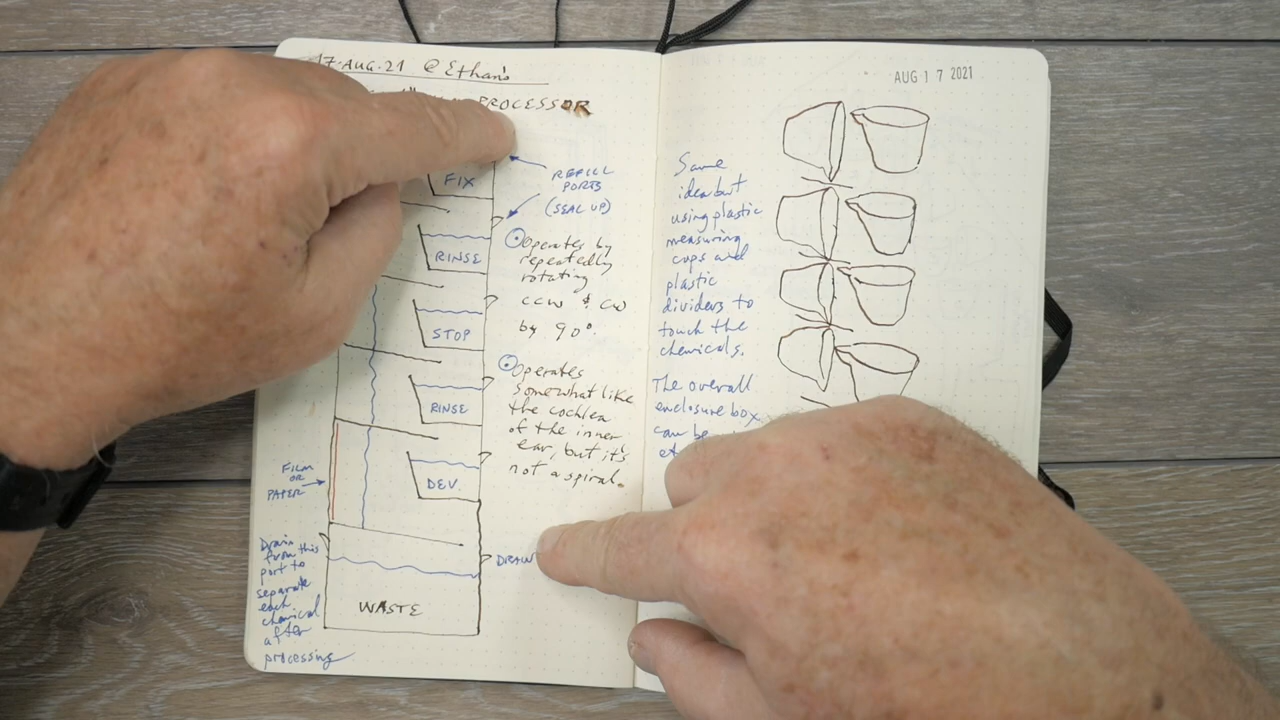 17-AUG-21 @ Ethan's
PROCESSOR
FIX
REFILL
PORTS
(SEAL UP)
RINSE
Operates by
repeatedly
rotating
CCW & CW
by 90°.
STOP
Operates
somewhat like
the cochlea
of the inner
ear, but it's
not a spiral.
RINSE
DEV.
FILM
OR
PAPER
DRAIN
Drain
from this
port to
separate
each
chemical
after
processing
WASTE
AUG 17 2021
Same
idea but
using plastic
measuring
cups and
plastic
dividers to
touch the
chemicals.
The overall
enclosure box
can be